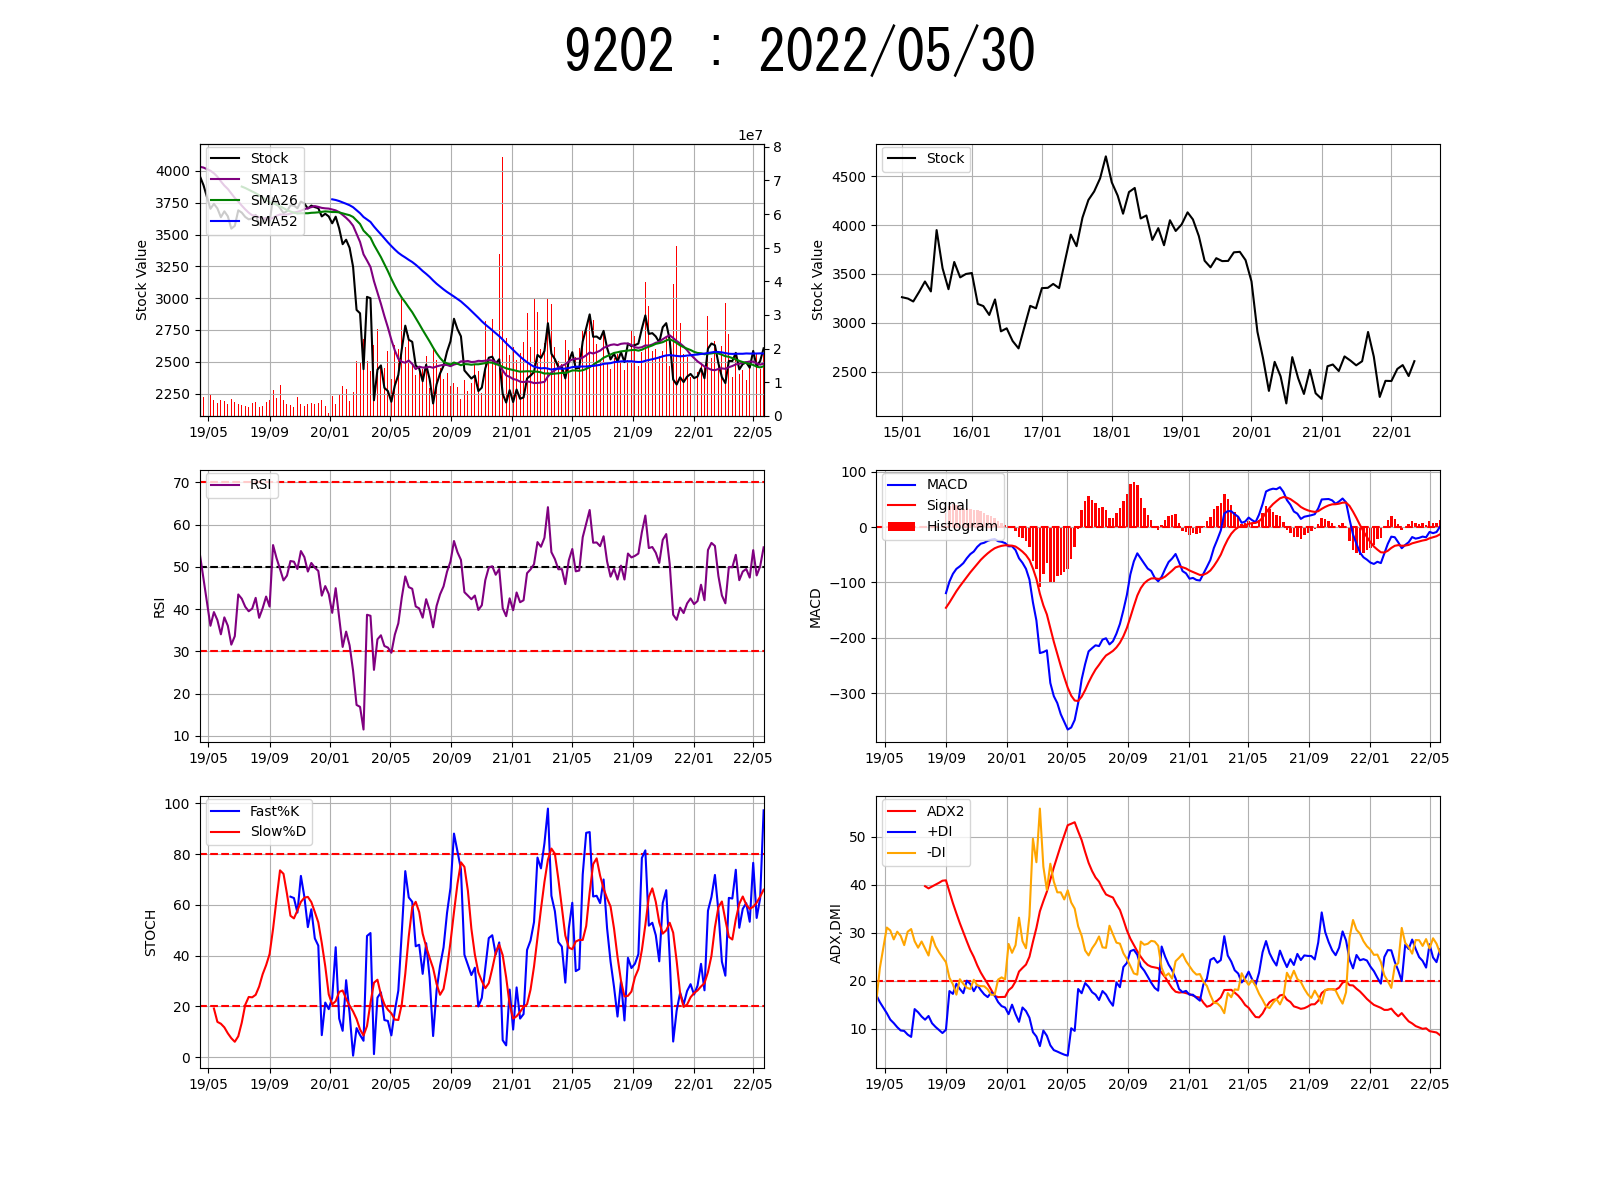 9202 : 2022/05/30
1e7
Stock
SMA13
SMA26
SMA52
Stock Value
4000
3750
3500
3250
3000
2750
2500
2250
8
7
6
5
4
3
2
1
0
19/05 19/09 20/01 20/05 20/09 21/01 21/05 21/09 22/01 22/05
Stock
Stock Value
4500
4000
3500
3000
2500
15/01 16/01 17/01 18/01 19/01 20/01 21/01 22/01
RSI
RSI
70
60
50
40
30
20
10
19/05 19/09 20/01 20/05 20/09 21/01 21/05 21/09 22/01 22/05
MACD
Signal
Histogram
MACD
100
0
−100
−200
−300
19/05 19/09 20/01 20/05 20/09 21/01 21/05 21/09 22/01 22/05
Fast%K
Slow%D
STOCH
100
80
60
40
20
0
19/05 19/09 20/01 20/05 20/09 21/01 21/05 21/09 22/01 22/05
ADX2
+DI
-DI
ADX,DMI
50
40
30
20
10
19/05 19/09 20/01 20/05 20/09 21/01 21/05 21/09 22/01 22/05